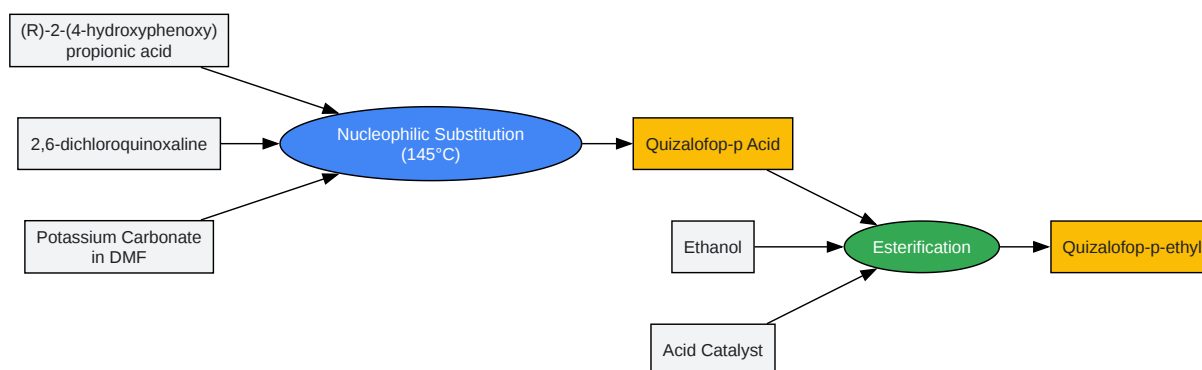 (R)-2-(4-hydroxyphenoxy)
propionic acid
2,6-dichloroquinoxaline
Potassium Carbonate
in DMF
Nucleophilic Substitution
(145°C)
Quizalofop-p Acid
Ethanol
Acid Catalyst
Esterification
Quizalofop-p-ethyl